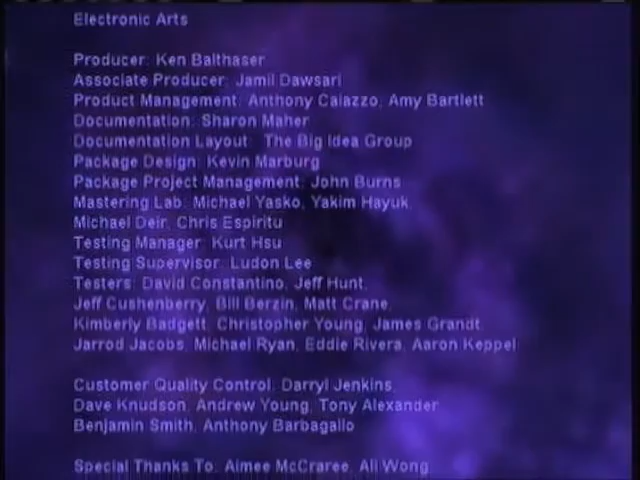 Electronic Arts
Producer: Ken Balthaser
Associate Producer: Jamil Dawsari
Product Management: Anthony Caiazzo, Amy Bartlett
Documentation: Sharon Maher
Documentation Layout: The Big Idea Group
Package Design: Kevin Marburg
Package Project Management: John Burns
Mastering Lab: Michael Yasko, Yakim Hayuk,
Michael Deir, Chris Espiritu
Testing Manager: Kurt Hsu
Testing Supervisor: Ludon Lee
Testers: David Constantino, Jeff Hunt,
Jeff Cushenberry, Bill Berzin, Matt Crane,
Kimberly Badgett, Christopher Young, James Grandt,
Jarrod Jacobs, Michael Ryan, Eddie Rivera, Aaron Keppel
Customer Quality Control: Darryl Jenkins,
Dave Knudson, Andrew Young, Tony Alexander
Benjamin Smith, Anthony Barbagallo
Special Thanks To: Aimee McCraree, Ali Wong